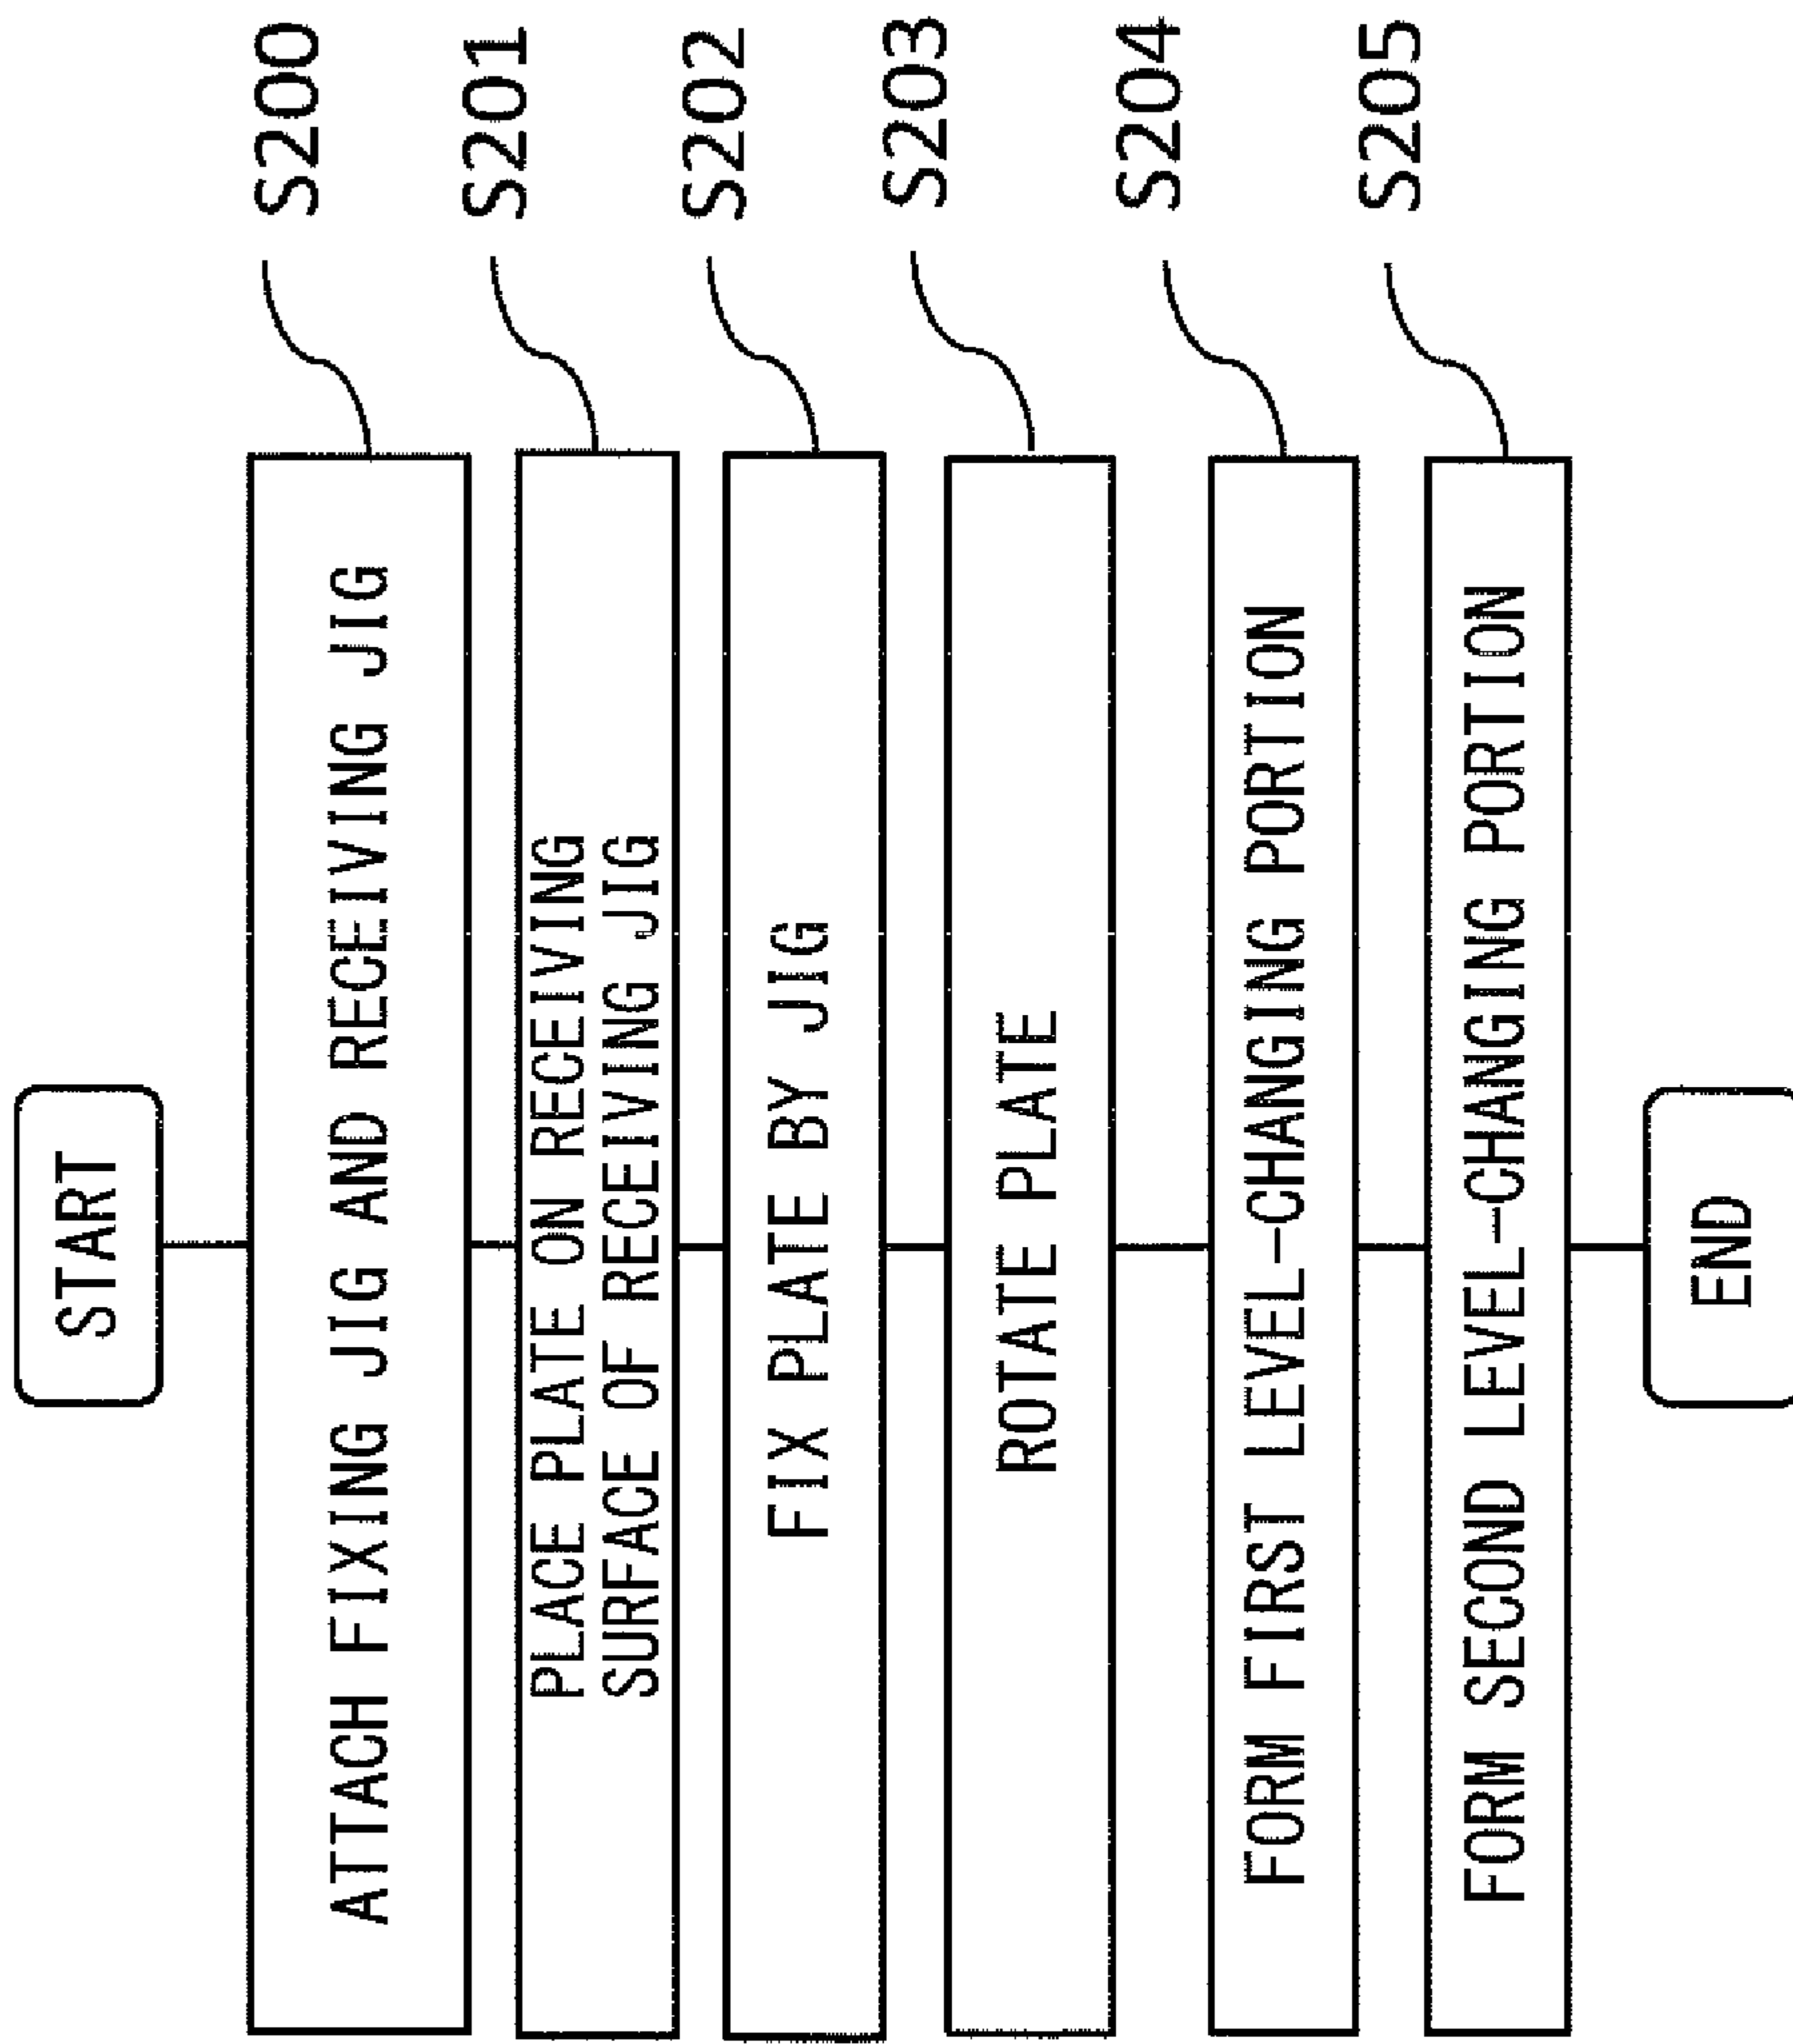 START
ATTACH FIXING JIG AND RECEIVING JIG
S200
PLACE PLATE ON RECEIVING
SURFACE OF RECEIVING JIG
S201
FIX PLATE BY JIG
S202
ROTATE PLATE
S203
FORM FIRST LEVEL-CHANGING PORTION
S204
FORM SECOND LEVEL-CHANGING PORTION
S205
END